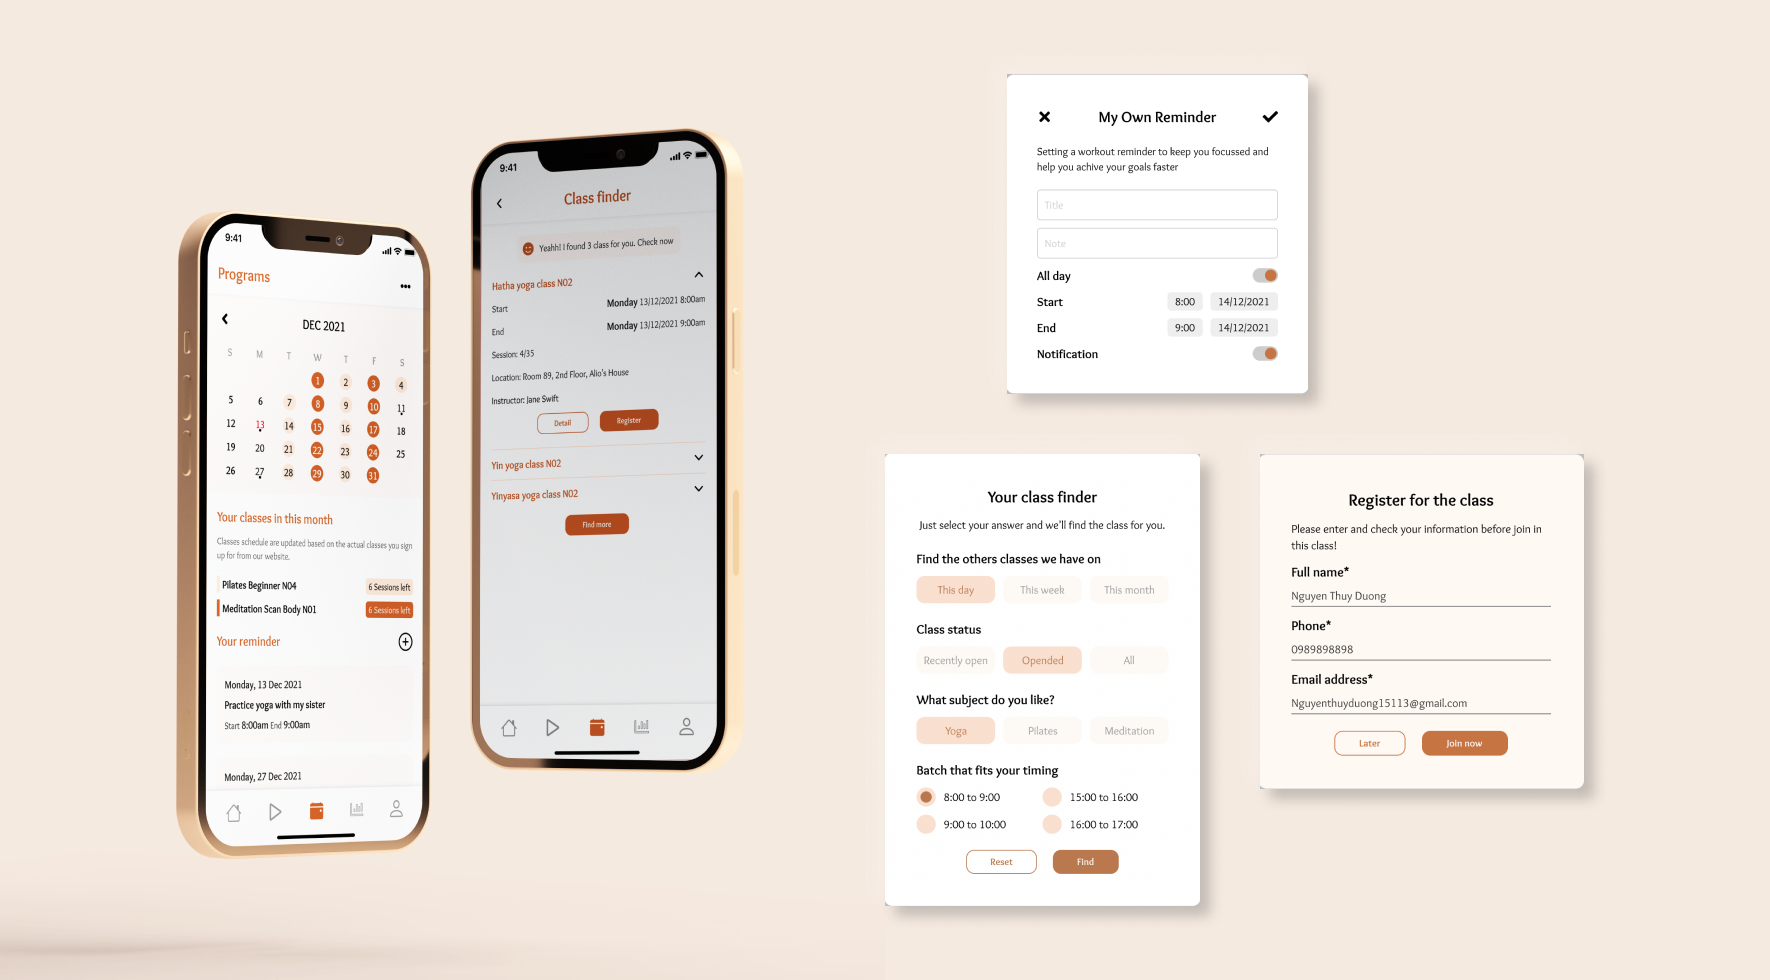 9:41
Programs
DEC 2021
S M T W T F S
1 2 3 4
5 6 7 8 9 10 11
12 13 14 15 16 17 18
19 20 21 22 23 24 25
26 27 28 29 30 31
Your classes in this month
Classes schedule are updated based on the actual classes you sign
up for from our website.
Pilates Beginner N04 6 Sessions left
Meditation Scan Body N01 6 Sessions left
Your reminder
Monday, 13 Dec 2021
Practice yoga with my sister
Start 8:00am End 9:00am
Monday, 27 Dec 2021
9:41
Class finder
Yeahh! I found 3 class for you. Check now
Hatha yoga class N02
Start Monday 13/12/2021 8:00am
End Monday 13/12/2021 9:00am
Session: 4/35
Location: Room 89, 2nd Floor, Alio's House
Instructor: Jane Swift
Detail Register
Yin yoga class N02
Yinyasa yoga class N02
Find more
My Own Reminder
Setting a workout reminder to keep you focussed and
help you achive your goals faster
Title
Note
All day
Start 8:00 14/12/2021
End 9:00 14/12/2021
Notification
Your class finder
Just select your answer and we'll find the class for you.
Find the others classes we have on
This day This week This month
Class status
Recently open Opended All
What subject do you like?
Yoga Pilates Meditation
Batch that fits your timing
8:00 to 9:00 15:00 to 16:00
9:00 to 10:00 16:00 to 17:00
Reset Find
Register for the class
Please enter and check your information before join in
this class!
Full name*
Nguyen Thuy Duong
Phone*
0989898898
Email address*
Nguyenthuyduong15113@gmail.com
Later Join now